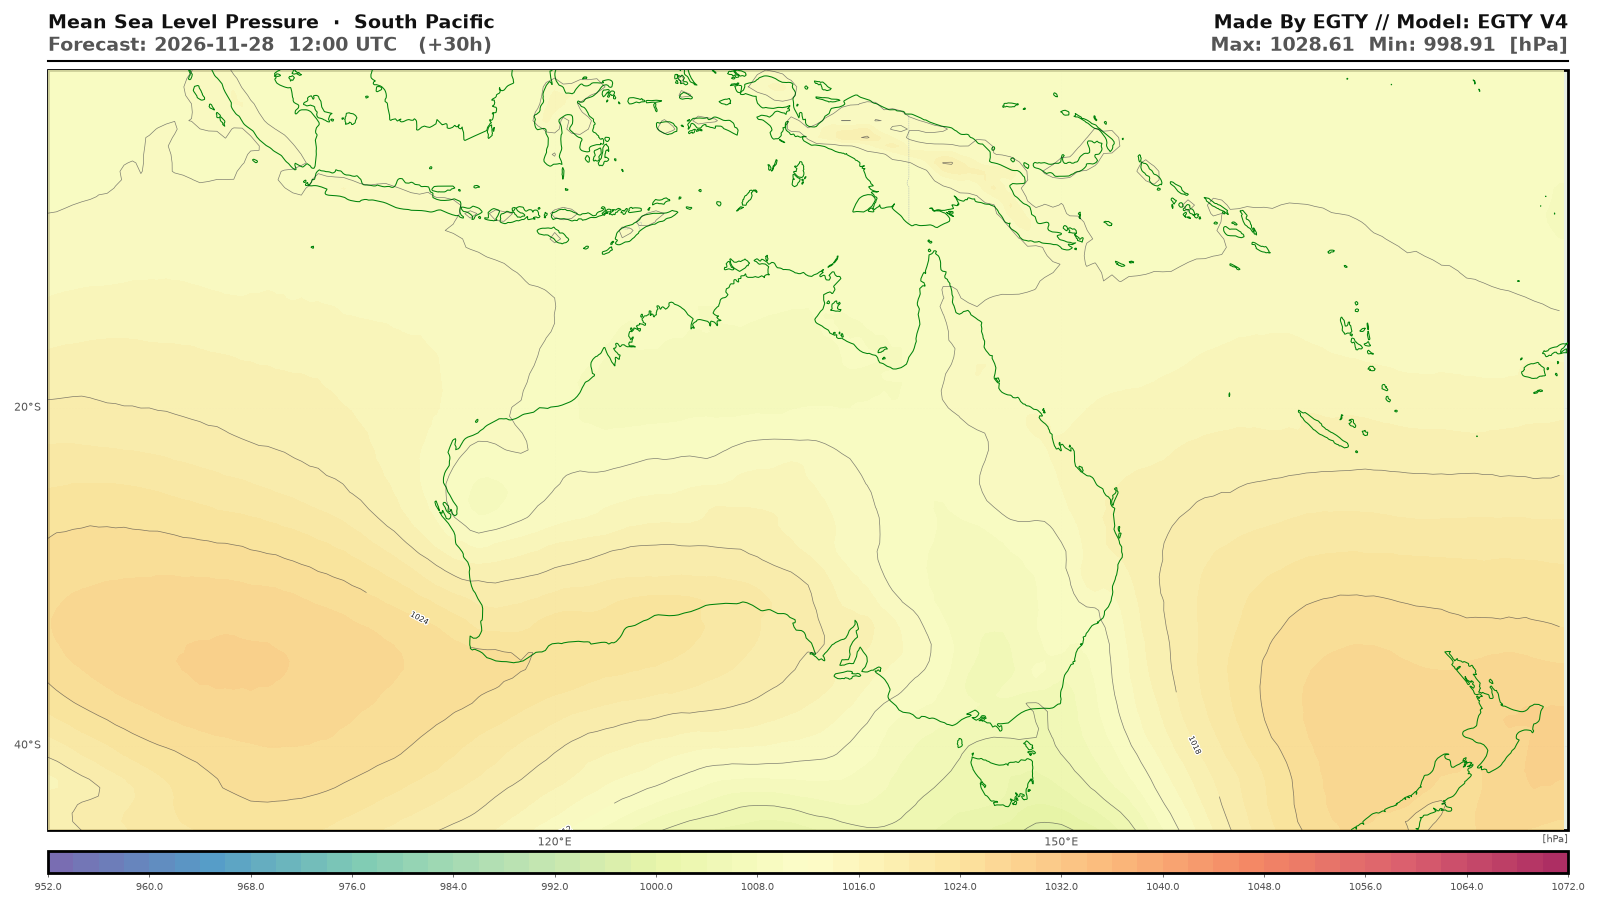 Mean Sea Level Pressure · South Pacific
Made By EGTY // Model: EGTY V4
Forecast: 2026-11-28 12:00 UTC (+30h)
Max: 1028.61 Min: 998.91 [hPa]
20°S
1024
40°S
1018
120°E
150°E
[hPa]
952.0 960.0 968.0 976.0 984.0 992.0 1000.0 1008.0 1016.0 1024.0 1032.0 1040.0 1048.0 1056.0 1064.0 1072.0